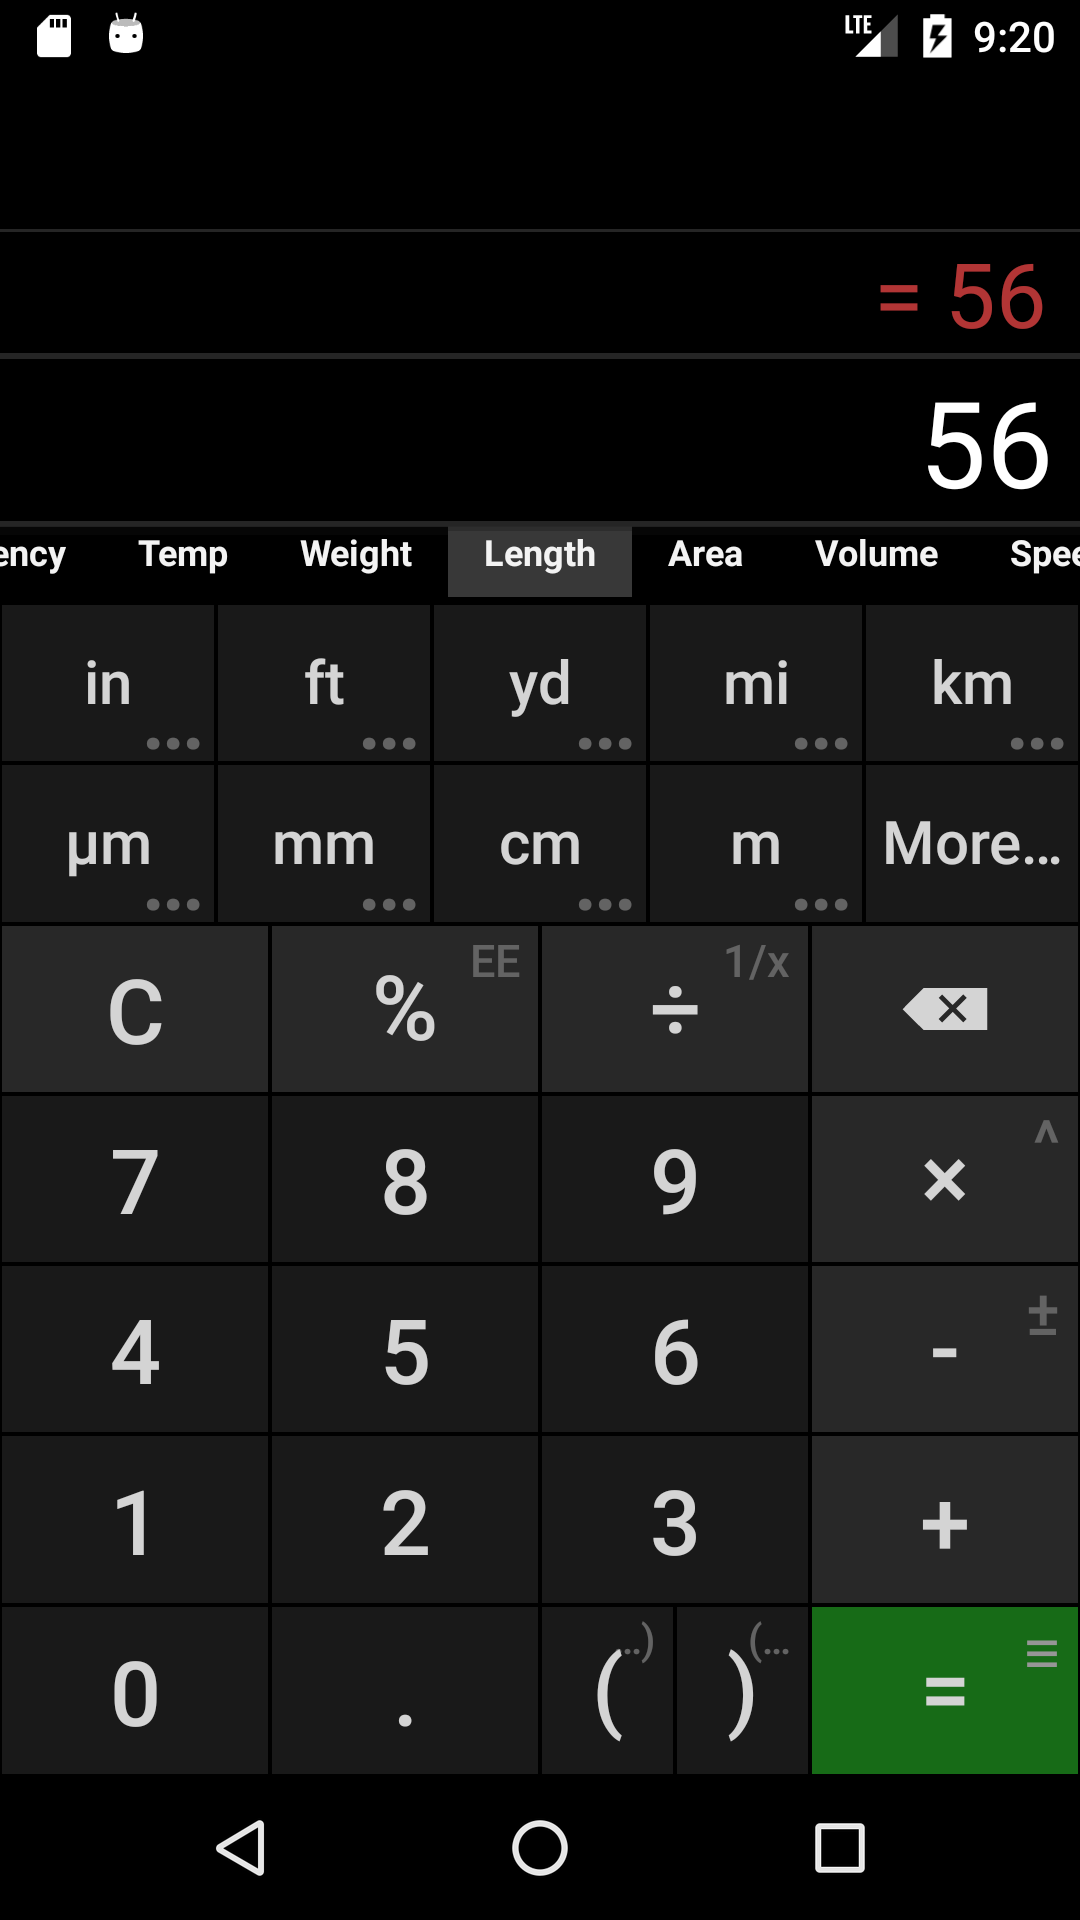 LTE 9:20
= 56
56
ency Temp Weight Length Area Volume Spee
in ft yd mi km
µm mm cm m More...
C % EE ÷ 1/x
7 8 9 × ^
4 5 6 - ±
1 2 3 +
0 . ( ..) ) (... =